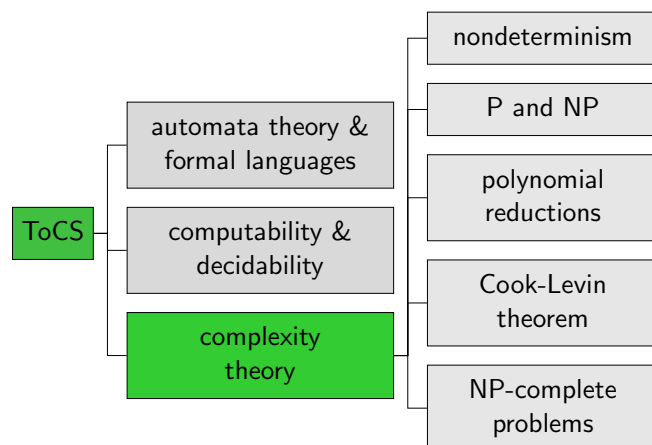 ToCS
automata theory &
formal languages
computability &
decidability
complexity
theory
nondeterminism
P and NP
polynomial
reductions
Cook-Levin
theorem
NP-complete
problems